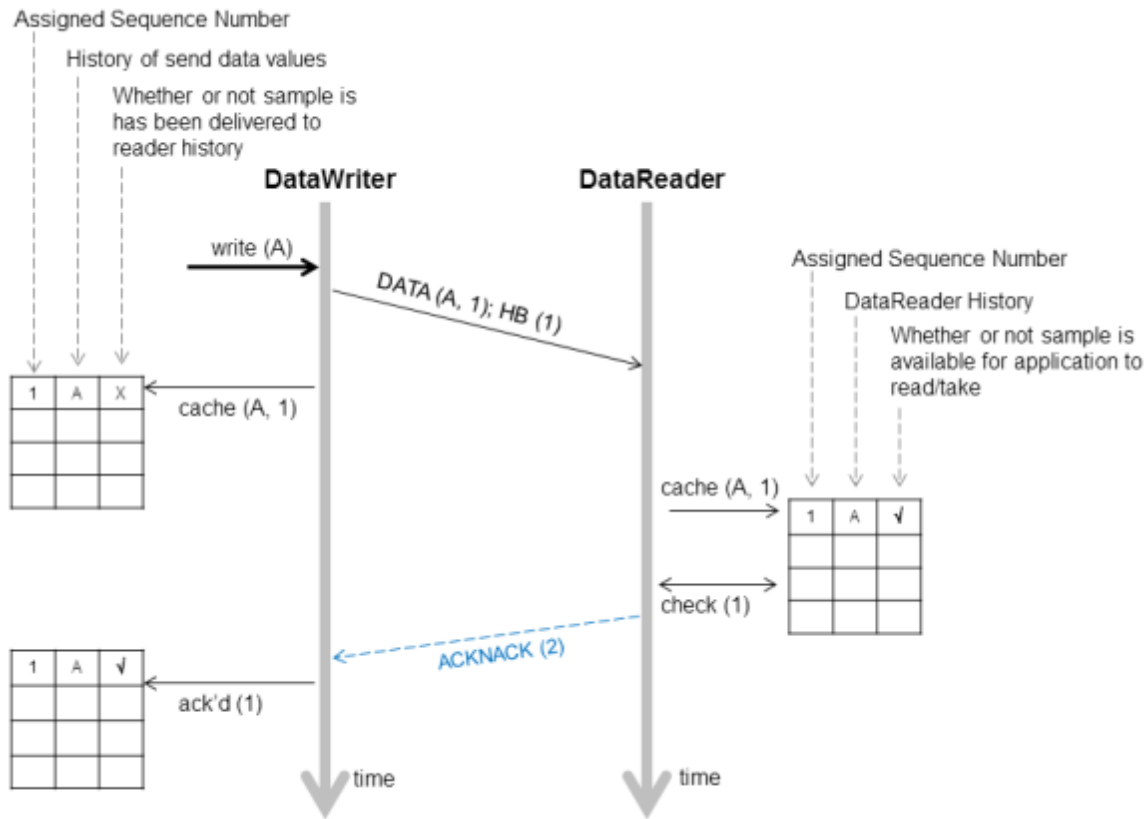 Assigned Sequence Number
History of send data values
Whether or not sample is
has been delivered to
reader history
DataWriter
DataReader
write (A)
DATA (A, 1); HB (1)
Assigned Sequence Number
DataReader History
Whether or not sample is
available for application to
read/take
1 A X
cache (A, 1)
cache (A, 1)
1 A √
check (1)
ACKNACK (2)
1 A √
ack'd (1)
time
time